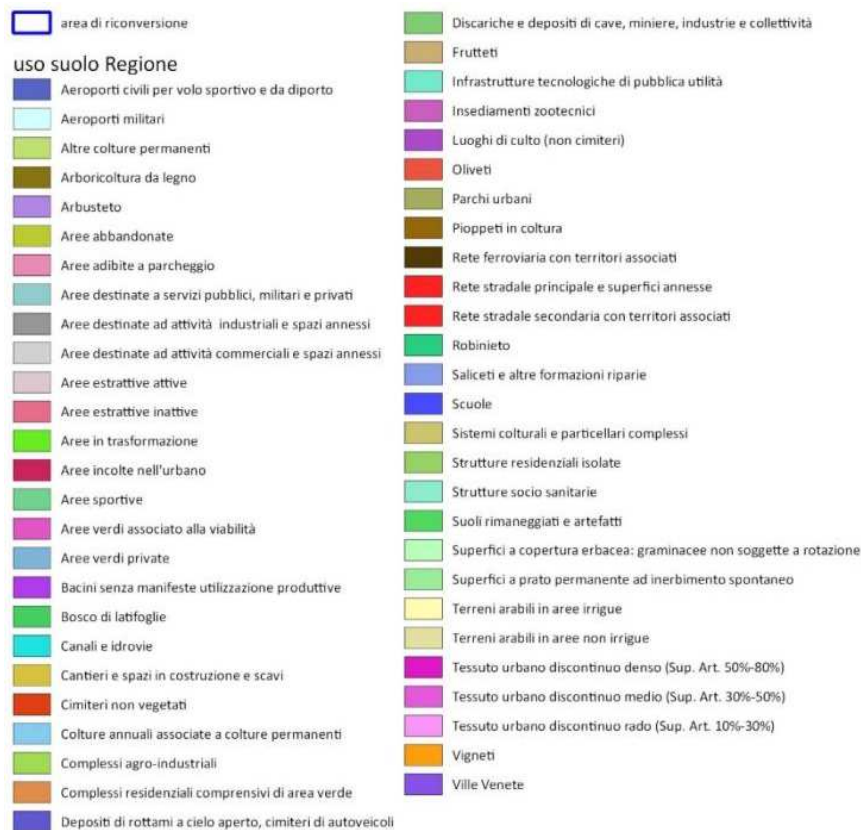 area di riconversione
uso suolo Regione
Aeroporti civili per volo sportivo e da diporto
Aeroporti militari
Altre colture permanenti
Arboricoltura da legno
Arbusteto
Aree abbandonate
Aree adibite a parcheggio
Aree destinate a servizi pubblici, militari e privati
Aree destinate ad attività industriali e spazi annessi
Aree destinate ad attività commerciali e spazi annessi
Aree estrattive attive
Aree estrattive inattive
Aree in trasformazione
Aree incolte nell'urbano
Aree sportive
Aree verdi associato alla viabilità
Aree verdi private
Bacini senza manifeste utilizzazione produttive
Bosco di latifoglie
Canali e idrovie
Cantieri e spazi in costruzione e scavi
Cimiteri non vegetati
Colture annuali associate a colture permanenti
Complessi agro-industriali
Complessi residenziali comprensivi di area verde
Depositi di rottami a cielo aperto, cimiteri di autoveicoli
Discariche e depositi di cave, miniere, industrie e collettività
Frutteti
Infrastrutture tecnologiche di pubblica utilità
Insediamenti zootecnici
Luoghi di culto (non cimiteri)
Oliveti
Parchi urbani
Pioppeti in coltura
Rete ferroviaria con territori associati
Rete stradale principale e superfici annesse
Rete stradale secondaria con territori associati
Robinieto
Saliceti e altre formazioni riparie
Scuole
Sistemi colturali e particellari complessi
Strutture residenziali isolate
Strutture socio sanitarie
Suoli rimaneggiati e artefatti
Superfici a copertura erbacea: graminacee non soggette a rotazione
Superfici a prato permanente ad inerbimento spontaneo
Terreni arabili in aree irrigue
Terreni arabili in aree non irrigue
Tessuto urbano discontinuo denso (Sup. Art. 50%-80%)
Tessuto urbano discontinuo medio (Sup. Art. 30%-50%)
Tessuto urbano discontinuo rado (Sup. Art. 10%-30%)
Vigneti
Ville Venete